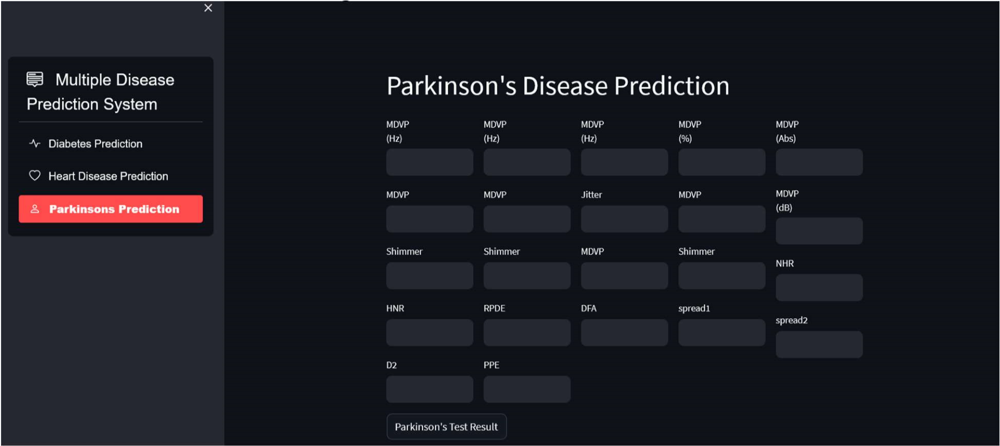 Multiple Disease
Prediction System
Diabetes Prediction
Heart Disease Prediction
Parkinsons Prediction
Parkinson's Disease Prediction
MDVP
(Hz)
MDVP
(Hz)
MDVP
(Hz)
MDVP
(%)
MDVP
(Abs)
MDVP
MDVP
Jitter
MDVP
MDVP
(dB)
Shimmer
Shimmer
MDVP
Shimmer
NHR
HNR
RPDE
DFA
spread1
spread2
D2
PPE
Parkinson's Test Result